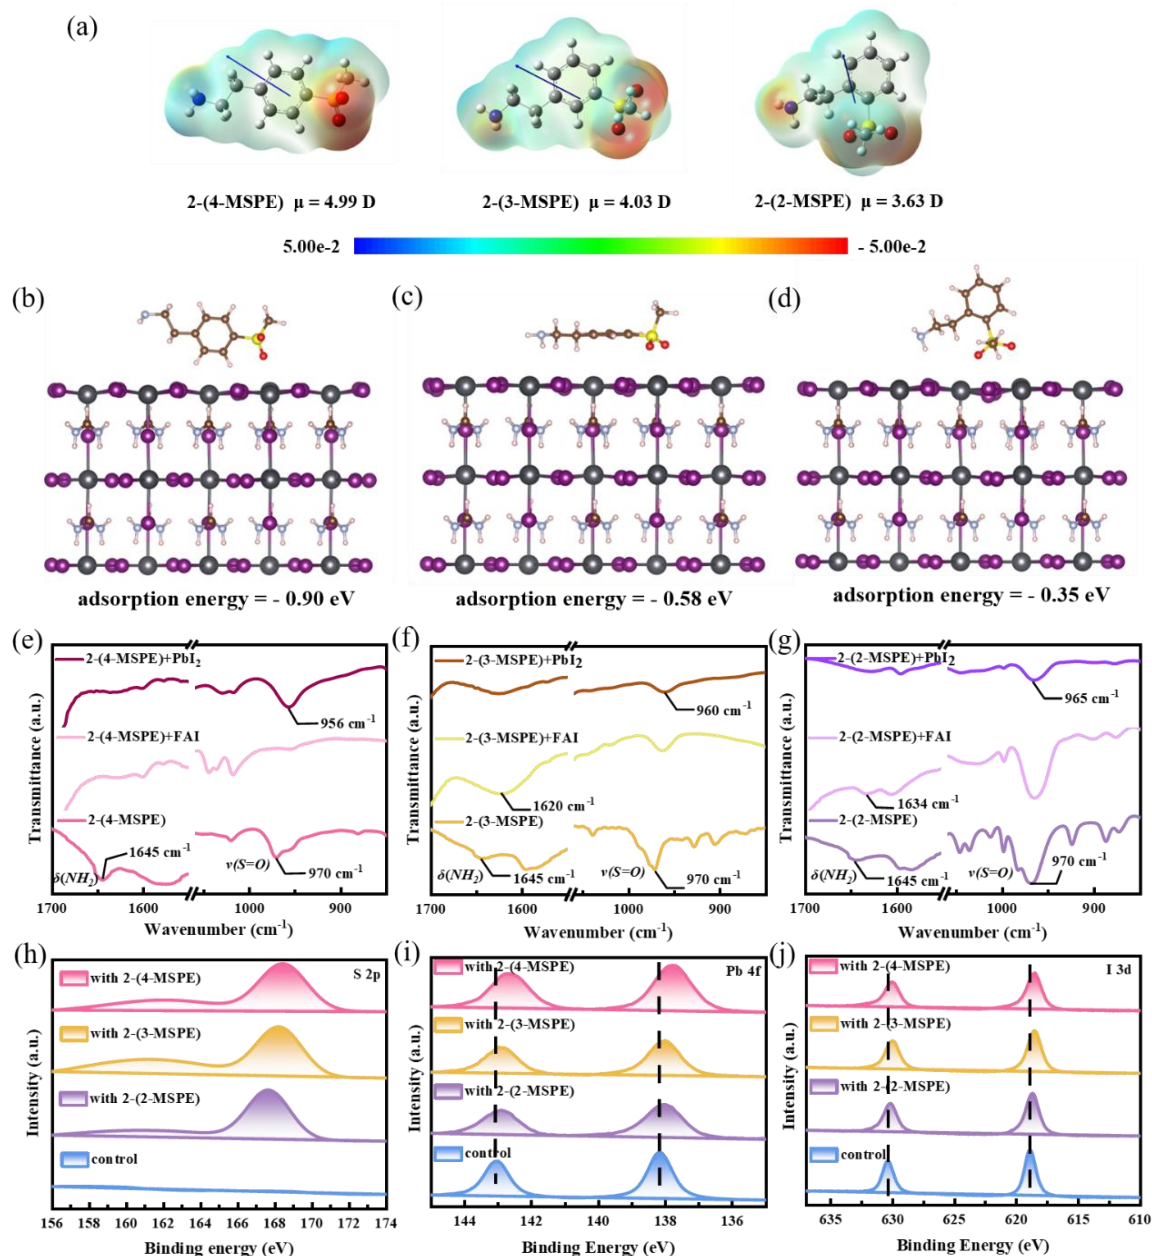 (a)
2-(4-MSPE) μ = 4.99 D
2-(3-MSPE) μ = 4.03 D
2-(2-MSPE) μ = 3.63 D
5.00e-2
- 5.00e-2
(b)
(c)
(d)
adsorption energy = - 0.90 eV
adsorption energy = - 0.58 eV
adsorption energy = - 0.35 eV
(e)
2-(4-MSPE)+PbI₂
956 cm⁻¹
2-(4-MSPE)+FAI
2-(4-MSPE)
1645 cm⁻¹
δ(NH₂)
ν(S=O)
970 cm⁻¹
Transmittance (a.u.)
1700
1600
1000
900
Wavenumber (cm⁻¹)
(f)
2-(3-MSPE)+PbI₂
960 cm⁻¹
2-(3-MSPE)+FAI
1620 cm⁻¹
2-(3-MSPE)
δ(NH₂)
1645 cm⁻¹
ν(S=O)
970 cm⁻¹
Transmittance (a.u.)
1700
1600
1000
900
Wavenumber (cm⁻¹)
(g)
2-(2-MSPE)+PbI₂
965 cm⁻¹
2-(2-MSPE)+FAI
1634 cm⁻¹
2-(2-MSPE)
δ(NH₂)
1645 cm⁻¹
ν(S=O)
970 cm⁻¹
Transmittance (a.u.)
1700
1600
1000
900
Wavenumber (cm⁻¹)
(h)
with 2-(4-MSPE)
S 2p
with 2-(3-MSPE)
with 2-(2-MSPE)
control
Intensity (a.u.)
156 158 160 162 164 166 168 170 172 174
Binding energy (eV)
(i)
with 2-(4-MSPE)
Pb 4f
with 2-(3-MSPE)
with 2-(2-MSPE)
control
Intensity (a.u.)
144 142 140 138 136
Binding Energy (eV)
(j)
with 2-(4-MSPE)
I 3d
with 2-(3-MSPE)
with 2-(2-MSPE)
control
Intensity (a.u.)
635 630 625 620 615 610
Binding Energy (eV)